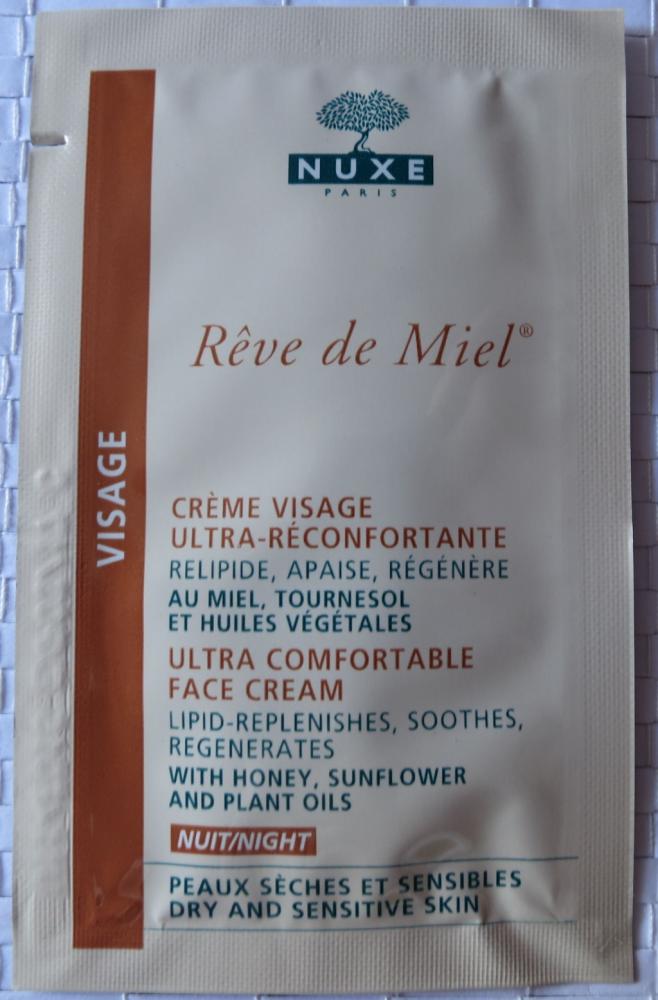 NUXE
PARIS
Rêve de Miel®
VISAGE
CRÈME VISAGE
ULTRA-RÉCONFORTANTE
RELIPIDE, APAISE, RÉGÉNÈRE
AU MIEL, TOURNESOL
ET HUILES VÉGÉTALES
ULTRA COMFORTABLE
FACE CREAM
LIPID-REPLENISHES, SOOTHES,
REGENERATES
WITH HONEY, SUNFLOWER
AND PLANT OILS
NUIT/NIGHT
PEAUX SÈCHES ET SENSIBLES
DRY AND SENSITIVE SKIN